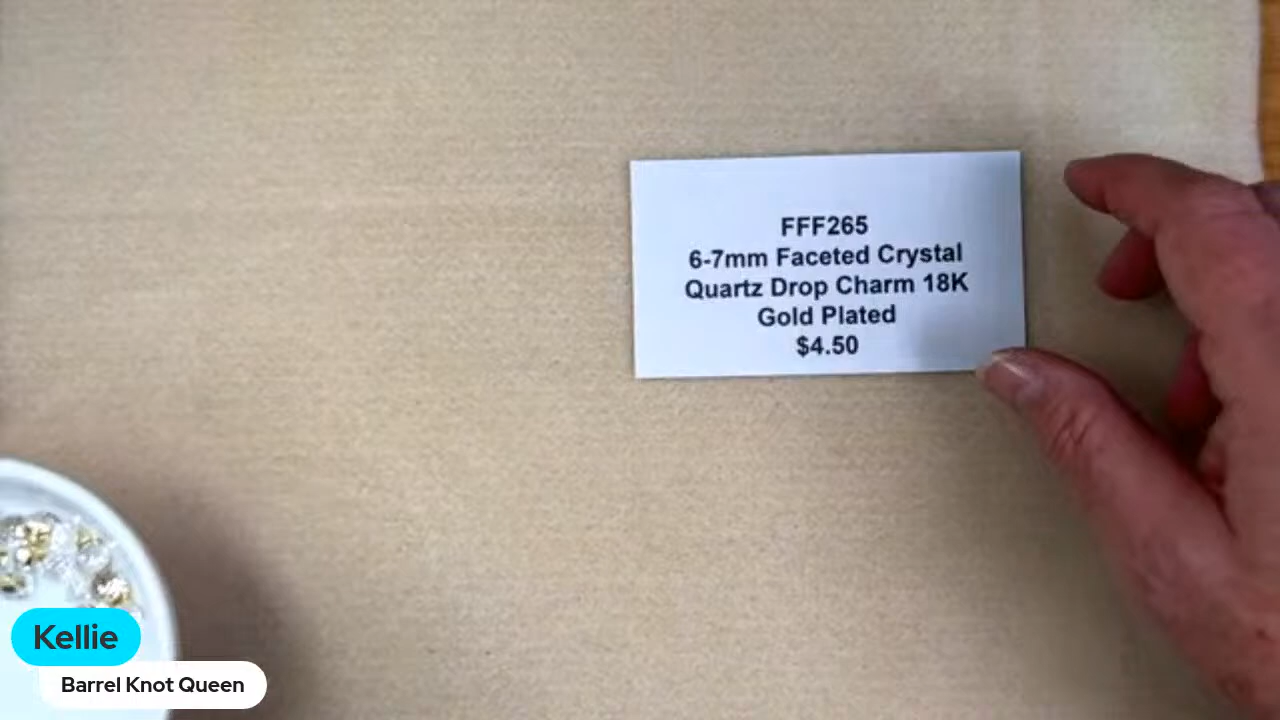 FFF265
6-7mm Faceted Crystal
Quartz Drop Charm 18K
Gold Plated
$4.50
Kellie
Barrel Knot Queen